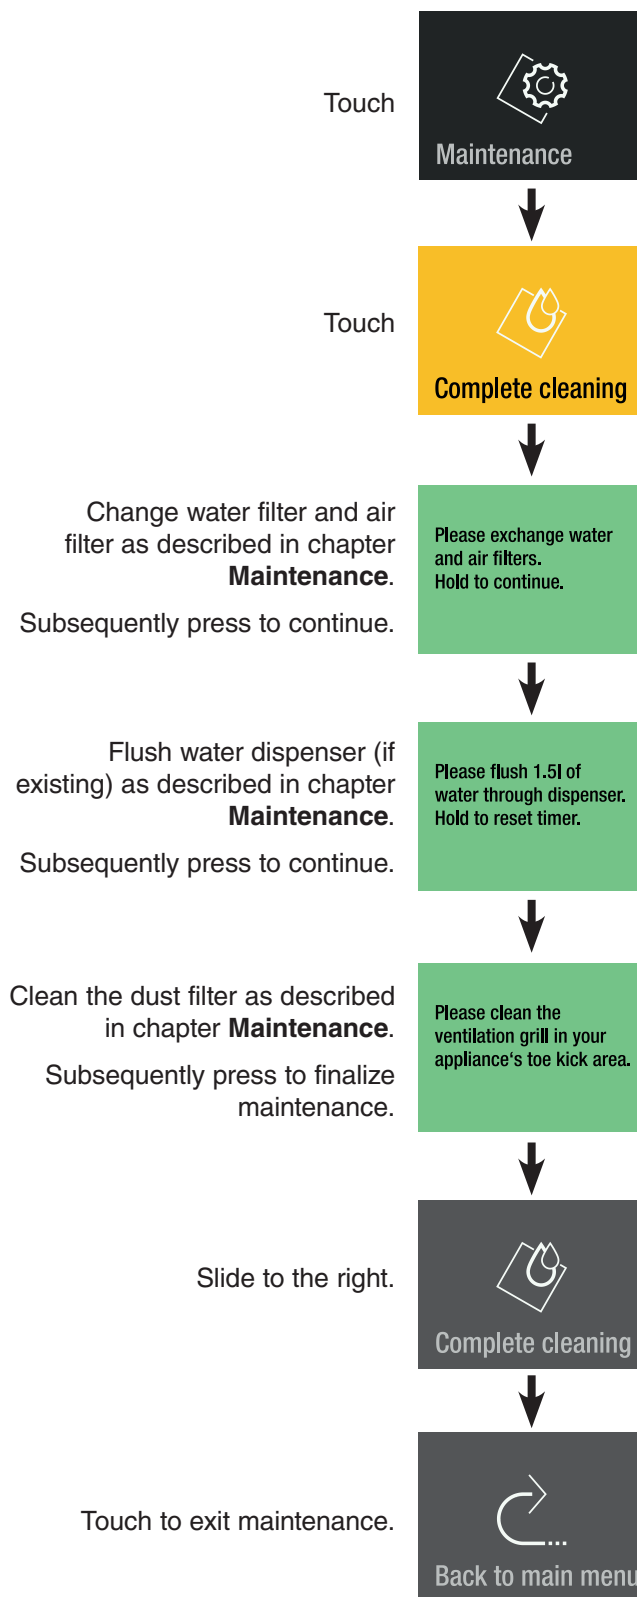 Touch
Maintenance
Touch
Complete cleaning
Change water filter and air
filter as described in chapter
Maintenance.
Subsequently press to continue.
Please exchange water
and air filters.
Hold to continue.
Flush water dispenser (if
existing) as described in chapter
Maintenance.
Subsequently press to continue.
Please flush 1.5l of
water through dispenser.
Hold to reset timer.
Clean the dust filter as described
in chapter Maintenance.
Subsequently press to finalize
maintenance.
Please clean the
ventilation grill in your
appliance‘s toe kick area.
Slide to the right.
Complete cleaning
Touch to exit maintenance.
Back to main menu